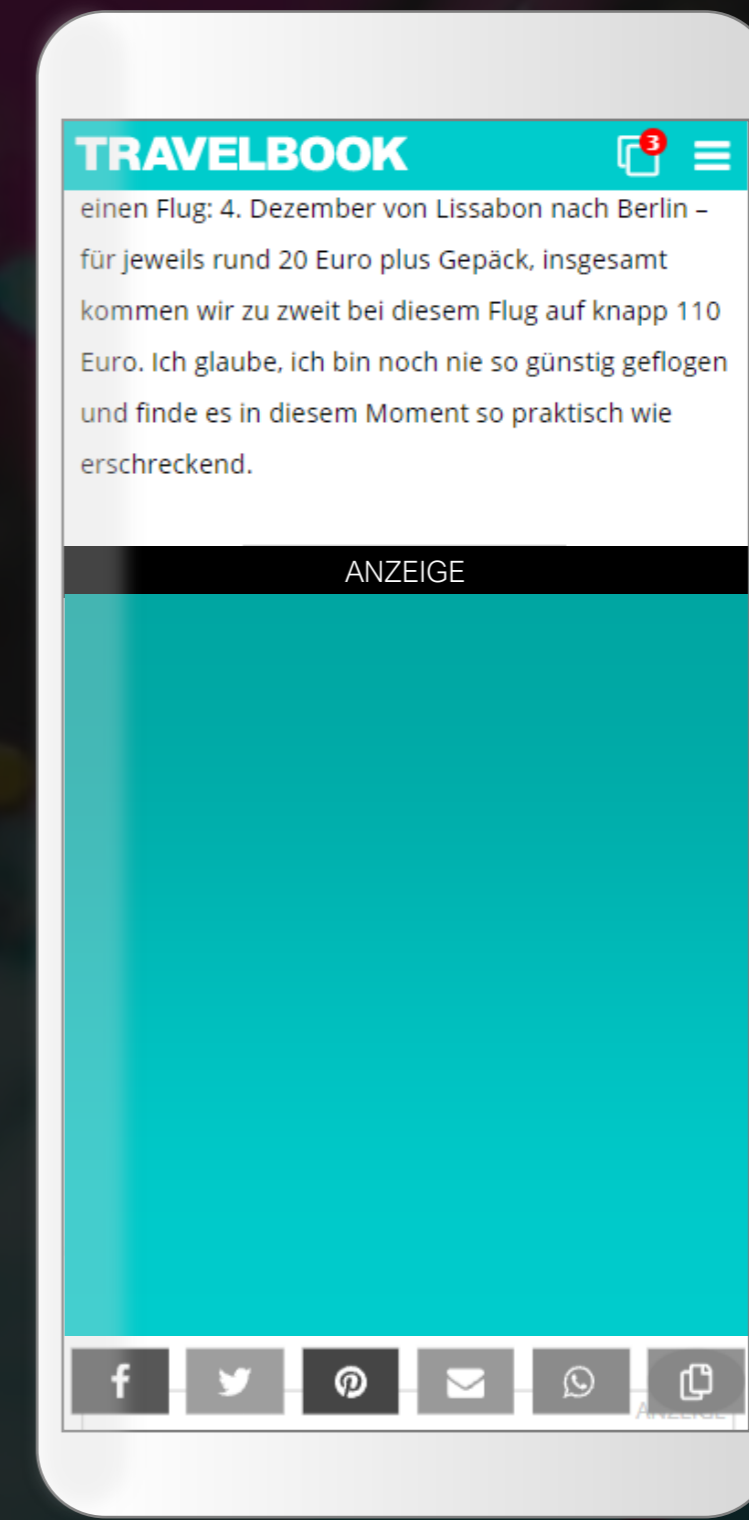 TRAVELBOOK
3
einen Flug: 4. Dezember von Lissabon nach Berlin –
für jeweils rund 20 Euro plus Gepäck, insgesamt
kommen wir zu zweit bei diesem Flug auf knapp 110
Euro. Ich glaube, ich bin noch nie so günstig geflogen
und finde es in diesem Moment so praktisch wie
erschreckend.
ANZEIGE
ANZEIGE